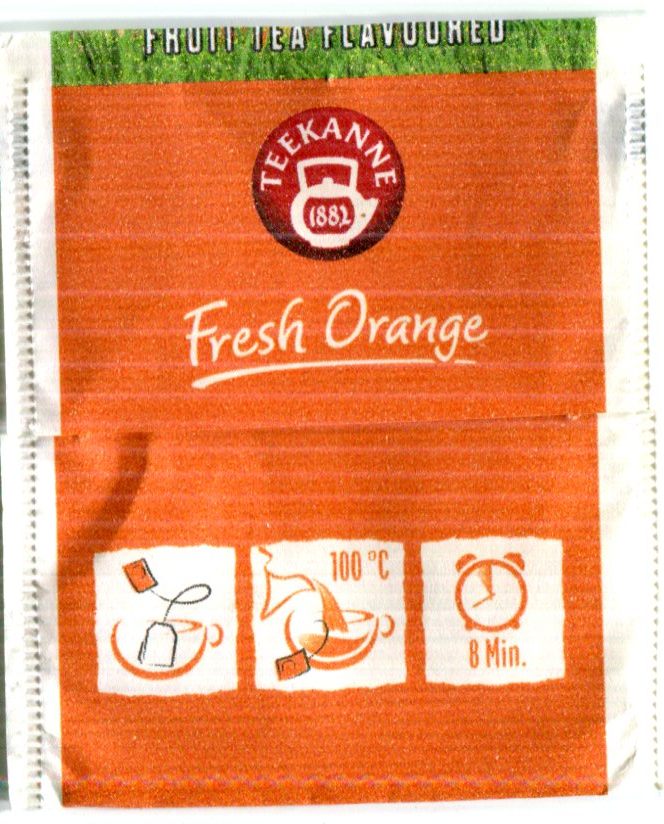 FRUIT TEA FLAVOURED
TEEKANNE
1882
Fresh Orange
100 °C
8 Min.